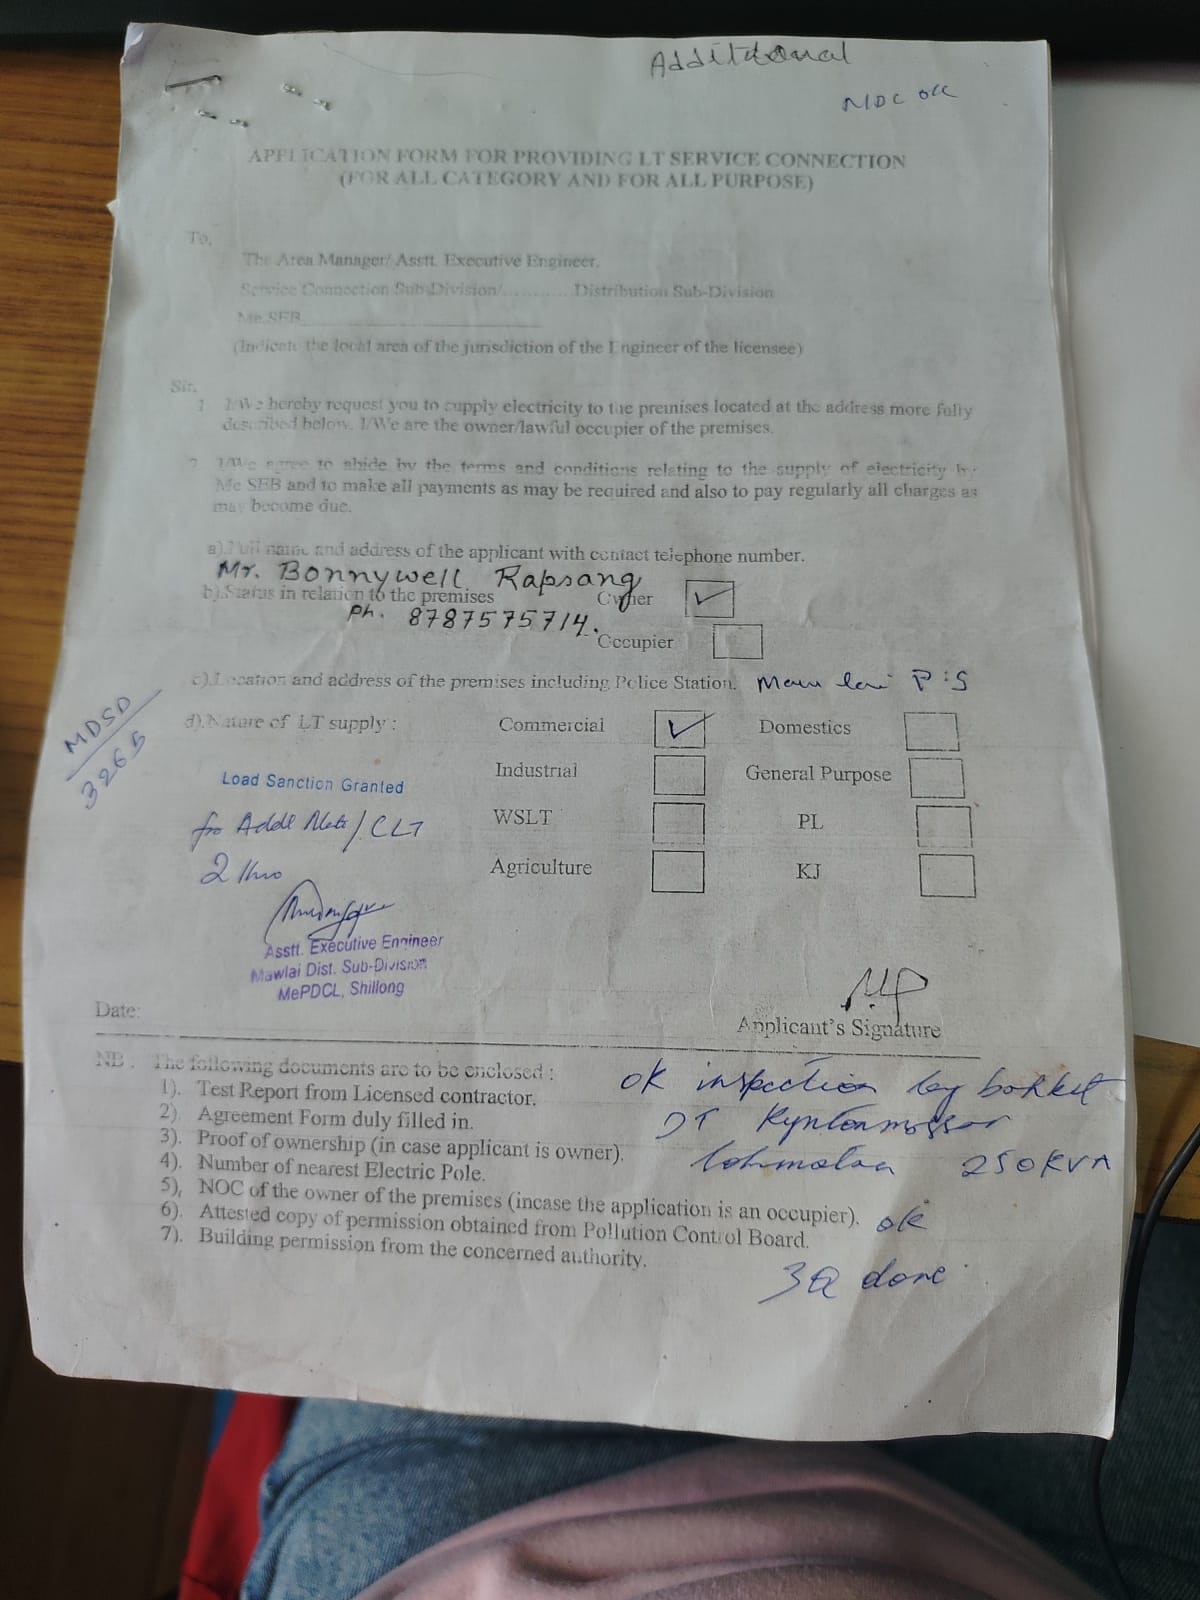 Additional
NDC ok
APPLICATION FORM FOR PROVIDING LT SERVICE CONNECTION
(FOR ALL CATEGORY AND FOR ALL PURPOSE)
To,
The Area Manager/ Asstt. Executive Engineer.
Service Connection Sub-Division/........... Distribution Sub-Division
Me.SEB
(Indicate the local area of the jurisdiction of the Engineer of the licensee)
Sir,
1 I/We hereby request you to supply electricity to the premises located at the address more fully
described below. I/We are the owner/lawful occupier of the premises.
2 I/We agree to abide by the terms and conditions relating to the supply of electricity by
Me SEB and to make all payments as may be required and also to pay regularly all charges as
may become due.
a).Full name and address of the applicant with contact telephone number.
Mr. Bonnywell Rapsang
b).Status in relation to the premises Owner
Ph. 8787575714.
Occupier
c).Location and address of the premises including Police Station. Mawlai P.S
MDSD
3265
d).Nature of LT supply : Commercial Domestics
Load Sanction Granted
Industrial General Purpose
for Addl / CLT
WSLT PL
2
Agriculture KJ
Asstt. Executive Engineer
Mawlai Dist. Sub-Division
MePDCL, Shillong
Date:
Applicant's Signature
NB : The following documents are to be enclosed :
1). Test Report from Licensed contractor.
2). Agreement Form duly filled in.
3). Proof of ownership (in case applicant is owner).
4). Number of nearest Electric Pole.
5), NOC of the owner of the premises (incase the application is an occupier).
6). Attested copy of permission obtained from Pollution Control Board.
7). Building permission from the concerned authority.
ok inspection by
DT
250KVA
ok
done